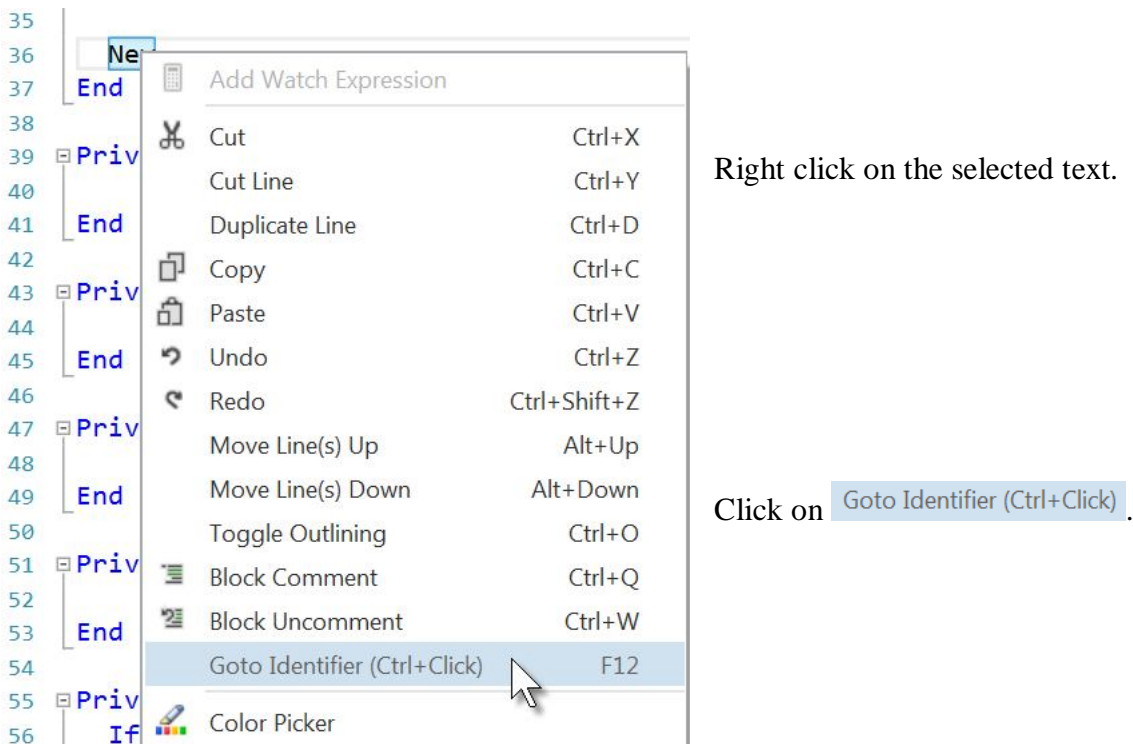 35
36 New
Add Watch Expression
37 End
38
Cut Ctrl+X
39 Priv
Right click on the selected text.
40
Cut Line Ctrl+Y
41 End
Duplicate Line Ctrl+D
42
Copy Ctrl+C
43 Priv
Paste Ctrl+V
44
45 End
Undo Ctrl+Z
46
Redo Ctrl+Shift+Z
47 Priv
Move Line(s) Up Alt+Up
48
49 End
Move Line(s) Down Alt+Down
Click on Goto Identifier (Ctrl+Click) .
50
Toggle Outlining Ctrl+O
51 Priv
Block Comment Ctrl+Q
52
53 End
Block Uncomment Ctrl+W
54
Goto Identifier (Ctrl+Click) F12
55 Priv
Color Picker
56 If